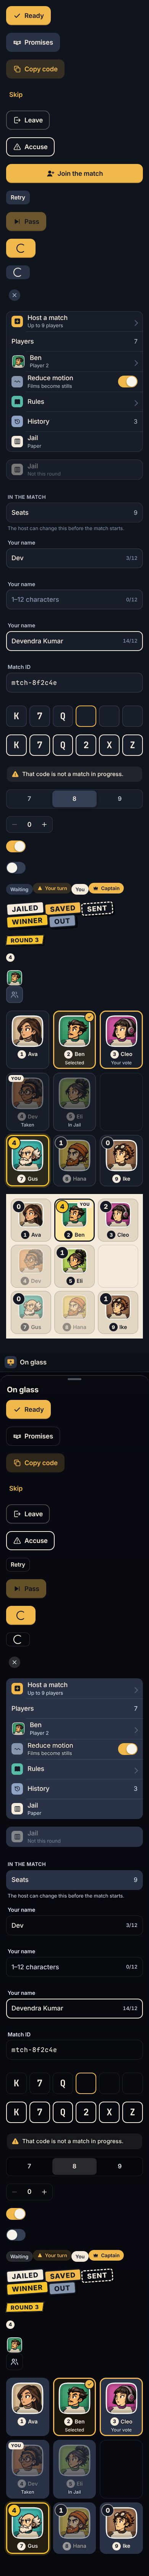 Ready
Promises
Copy code
Skip
Leave
Accuse
Join the match
Retry
Pass
Host a match
Up to 9 players
Players 7
Ben
Player 2
Reduce motion
Films become stills
Rules
History 3
Jail
Paper
Jail
Not this round
IN THE MATCH
Seats 9
The host can change this before the match starts.
Your name
Dev 3/12
Your name
1–12 characters 0/12
Your name
Devendra Kumar 14/12
Match ID
mtch-8f2c4e
K 7 Q
K 7 Q 2 X Z
That code is not a match in progress.
7 8 9
− 0 +
Waiting Your turn You Captain
JAILED SAVED SENT
WINNER OUT
ROUND 3
4
1 Ava 2 Ben 3 Cleo
Selected Your vote
YOU
4 Dev 5 Eli
Taken In Jail
4 1 0
7 Gus 8 Hana 9 Ike
0 4 YOU 2
1 Ava 2 Ben 3 Cleo
1
4 Dev 5 Eli
0 1
7 Gus 8 Hana 9 Ike
On glass
On glass
Ready
Promises
Copy code
Skip
Leave
Accuse
Join the match
Retry
Pass
Host a match
Up to 9 players
Players 7
Ben
Player 2
Reduce motion
Films become stills
Rules
History 3
Jail
Paper
Jail
Not this round
IN THE MATCH
Seats 9
The host can change this before the match starts.
Your name
Dev 3/12
Your name
1–12 characters 0/12
Your name
Devendra Kumar 14/12
Match ID
mtch-8f2c4e
K 7 Q
K 7 Q 2 X Z
That code is not a match in progress.
7 8 9
− 0 +
Waiting Your turn You Captain
JAILED SAVED SENT
WINNER OUT
ROUND 3
4
1 Ava 2 Ben 3 Cleo
Selected Your vote
YOU
4 Dev 5 Eli
Taken In Jail
4 1 0
7 Gus 8 Hana 9 Ike